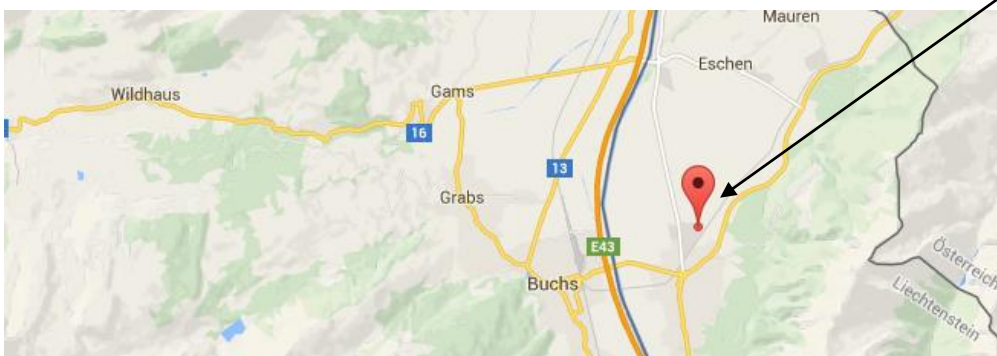 Mauren
Eschen
Wildhaus
Gams
16
13
Grabs
E43
Österreich
Buchs
Liechtenstein